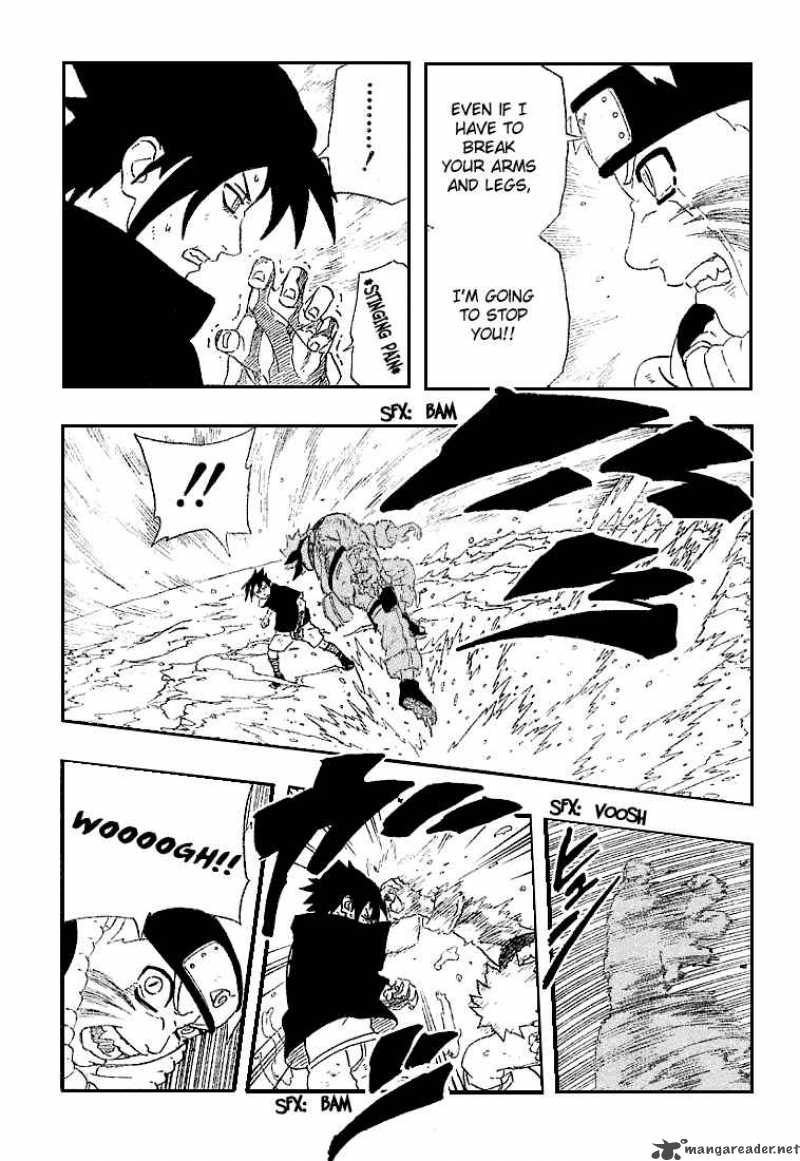 EVEN IF I
HAVE TO
BREAK
YOUR ARMS
AND LEGS,
I'M GOING
TO STOP
YOU!!
........!
*STINGING PAIN*
SFX: BAM
!!
SFX: VOOSH
SFX: BAM
WOOOOGH!!
mangareader.net